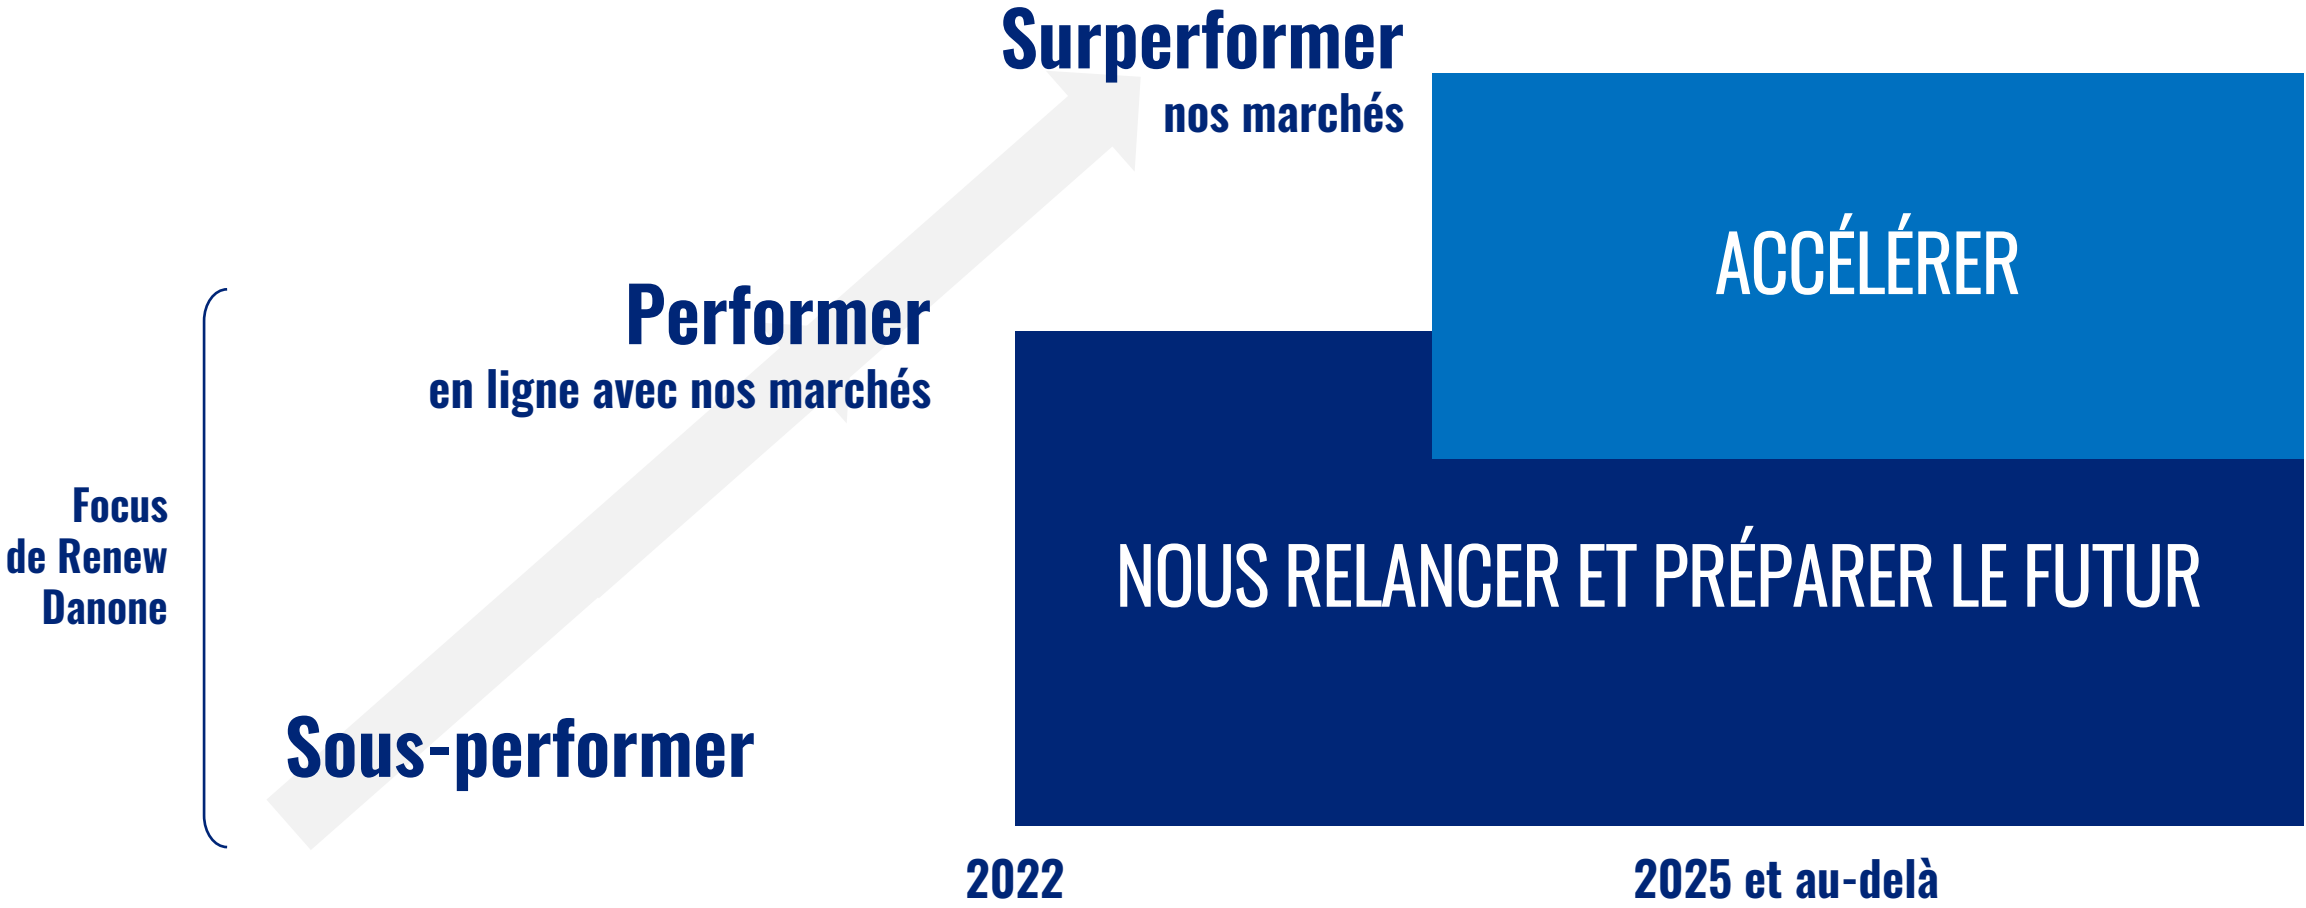 Surperformer
nos marchés
ACCÉLÉRER
Performer
en ligne avec nos marchés
Focus
de Renew
Danone
NOUS RELANCER ET PRÉPARER LE FUTUR
Sous-performer
2022
2025 et au-delà